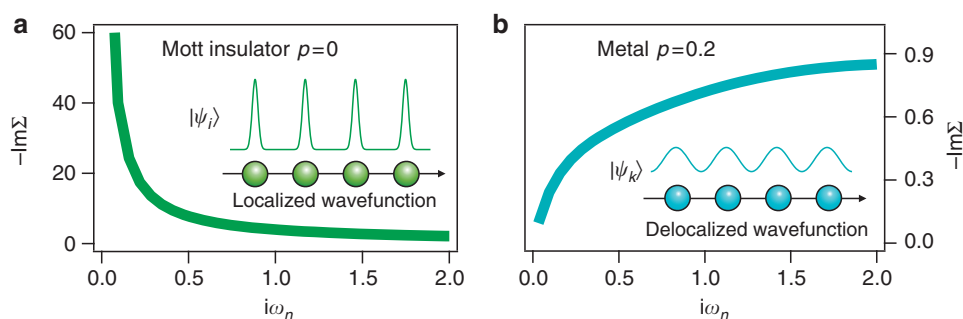 a
Mott insulator p=0
60
40
20
0
−ImΣ
|ψi⟩
Localized wavefunction
0.0 0.5 1.0 1.5 2.0
iωn
b
Metal p=0.2
0.9
0.6
0.3
0.0
−ImΣ
|ψk⟩
Delocalized wavefunction
0.0 0.5 1.0 1.5 2.0
iωn